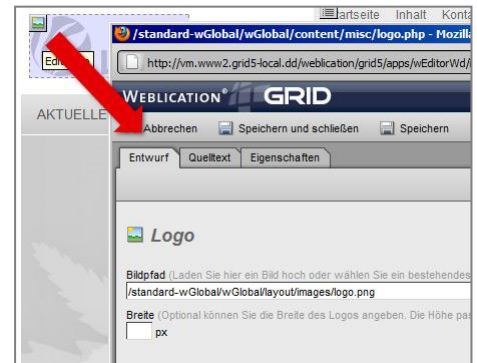 artseite Inhalt Konta
/standard-wGlobal/wGlobal/content/misc/logo.php - Mozilla
Edi
http://vm.www2.grid5-local.dd/weblication/grid5/apps/wEditorWd/
WEBLICATION® GRID
AKTUELLE
Abbrechen Speichern und schließen Speichern
Entwurf Quelltext Eigenschaften
Logo
Bildpfad (Laden Sie hier ein Bild hoch oder wählen Sie ein bestehendes
/standard-wGlobal/wGlobal/layout/images/logo.png
Breite (Optional können Sie die Breite des Logos angeben. Die Höhe pas
px